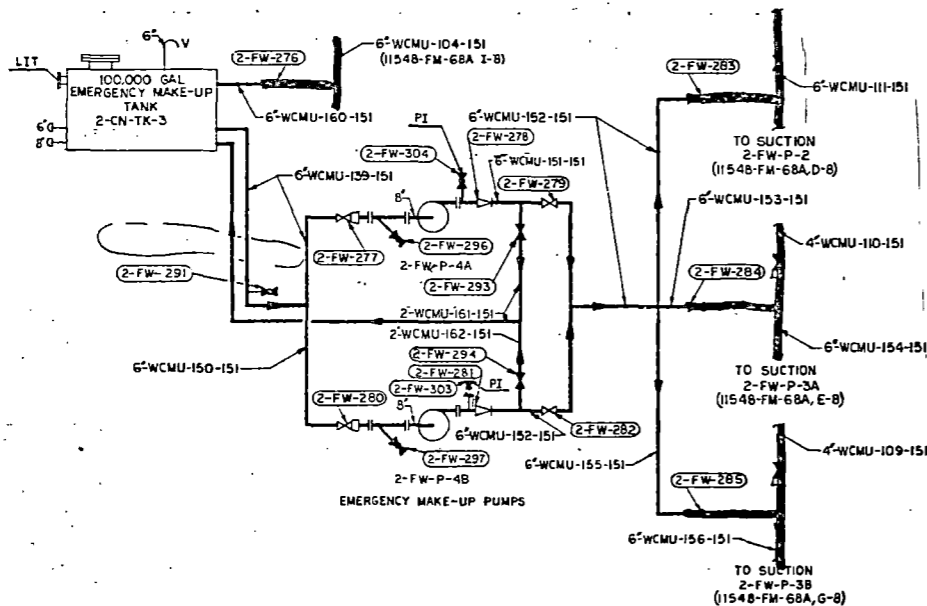 6" V
LIT
100,000 GAL
EMERGENCY MAKE-UP
TANK
2-CN-TK-3
6"
8"
2-FW-276
6"-WCMU-104-151
(11548-FM-68A I-8)
6"-WCMU-160-151
6"-WCMU-139-151
2-FW-291
6"-WCMU-150-151
PI
2-FW-304
2-FW-278
6"-WCMU-151-151
2-FW-279
6"-WCMU-152-151
8"
2-FW-277
2-FW-296
2-FW-P-4A
2-FW-293
2"-WCMU-161-151
2"-WCMU-162-151
2-FW-294
2-FW-281
2-FW-303
PI
2-FW-280
8"
2-FW-297
2-FW-P-4B
6"-WCMU-152-151
2-FW-282
EMERGENCY MAKE-UP PUMPS
2-FW-283
6"-WCMU-111-151
TO SUCTION
2-FW-P-2
(11548-FM-68A, D-8)
6"-WCMU-153-151
4"-WCMU-110-151
2-FW-284
6"-WCMU-154-151
TO SUCTION
2-FW-P-3A
(11548-FM-68A, E-8)
4"-WCMU-109-151
6"-WCMU-155-151
2-FW-285
6"-WCMU-156-151
TO SUCTION
2-FW-P-3B
(11548-FM-68A, G-8)